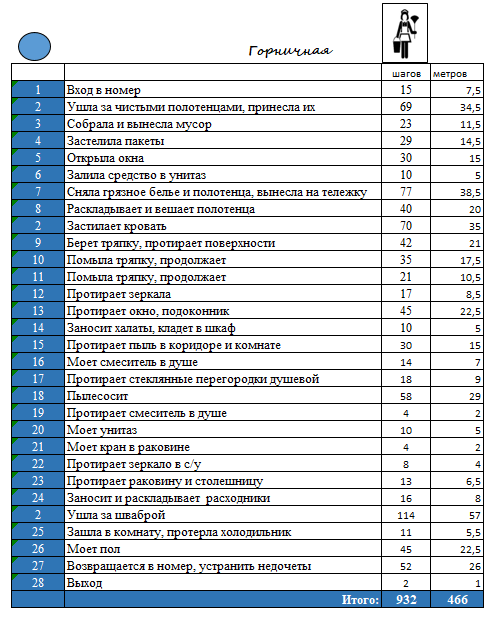 Горничная
шагов метров
1 Вход в номер 15 7,5
2 Ушла за чистыми полотенцами, принесла их 69 34,5
3 Собрала и вынесла мусор 23 11,5
4 Застелила пакеты 29 14,5
5 Открыла окна 30 15
6 Залила средство в унитаз 10 5
7 Сняла грязное белье и полотенца, вынесла на тележку 77 38,5
8 Раскладывает и вешает полотенца 40 20
2 Застилает кровать 70 35
9 Берет тряпку, протирает поверхности 42 21
10 Помыла тряпку, продолжает 35 17,5
11 Помыла тряпку, продолжает 21 10,5
12 Протирает зеркала 17 8,5
13 Протирает окно, подоконник 45 22,5
14 Заносит халаты, кладет в шкаф 10 5
15 Протирает пыль в коридоре и комнате 30 15
16 Моет смеситель в душе 14 7
17 Протирает стеклянные перегородки душевой 18 9
18 Пылесосит 58 29
19 Протирает смеситель в душе 4 2
20 Моет унитаз 10 5
21 Моет кран в раковине 4 2
22 Протирает зеркало в с/у 8 4
23 Протирает раковину и столешницу 13 6,5
24 Заносит и раскладывает расходники 16 8
2 Ушла за шваброй 114 57
25 Зашла в комнату, протерла холодильник 11 5,5
26 Моет пол 45 22,5
27 Возвращается в номер, устранить недочеты 52 26
28 Выход 2 1
Итого: 932 466